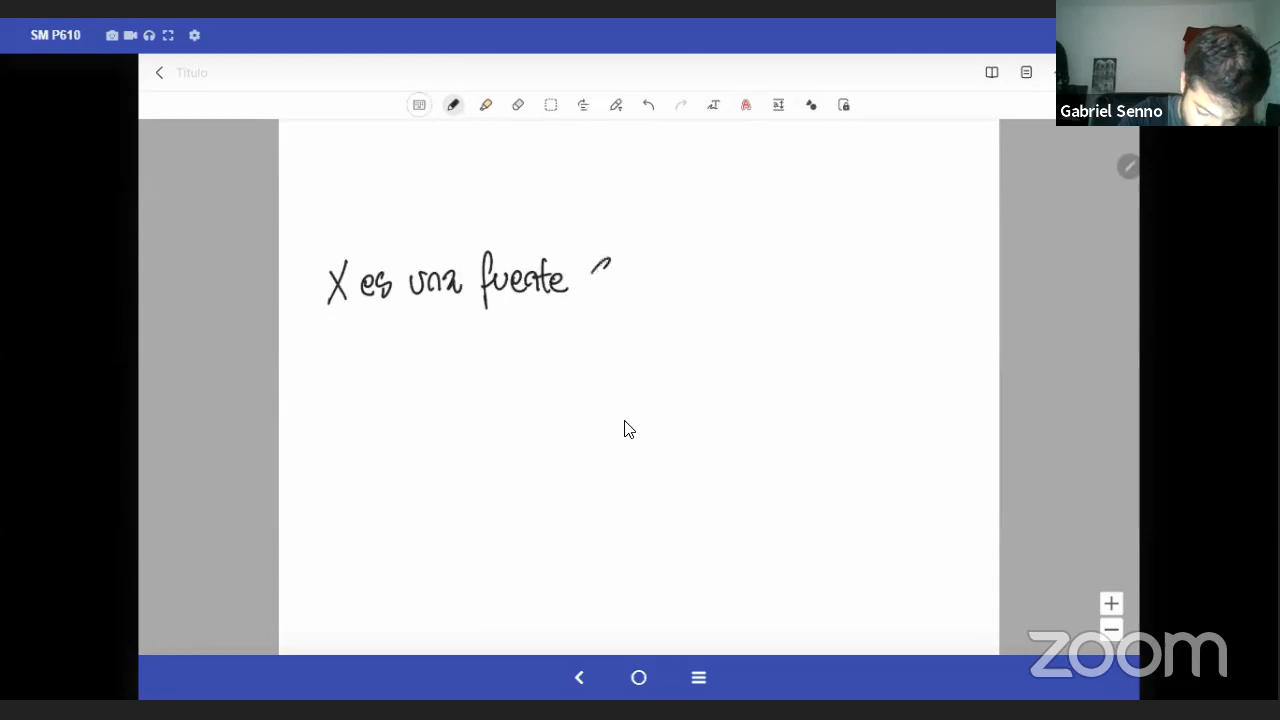 SM P610
Título
Gabriel Senno
X es una fuente
zoom